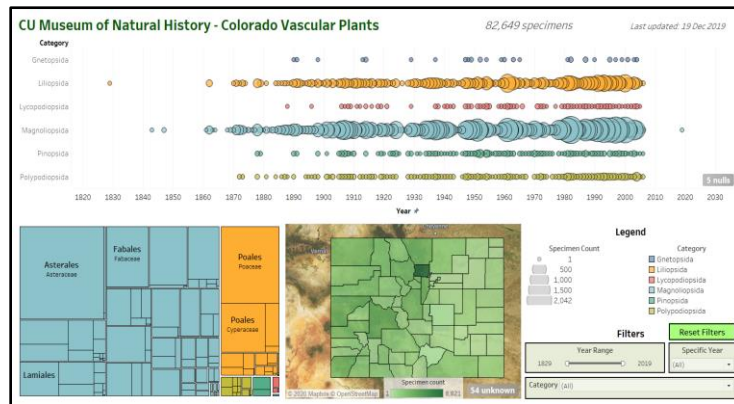 CU Museum of Natural History - Colorado Vascular Plants
82,649 specimens
Last updated: 19 Dec 2019
Category
Gnetopsida
Liliopsida
Lycopodiopsida
Magnoliopsida
Pinopsida
Polypodiopsida
5 nulls
1820 1830 1840 1850 1860 1870 1880 1890 1900 1910 1920 1930 1940 1950 1960 1970 1980 1990 2000 2010 2020 2030
Year
Asterales
Asteraceae
Fabales
Fabaceae
Lamiales
Poales
Poaceae
Poales
Cyperaceae
© 2020 Mapbox © OpenStreetMap
Specimen count
1
54 unknown
Legend
Specimen Count
1
500
1,000
1,500
2,042
Category
Gnetopsida
Liliopsida
Lycopodiopsida
Magnoliopsida
Pinopsida
Polypodiopsida
Filters
Reset Filters
Year Range
1829 2019
Specific Year
(All)
Category (All)